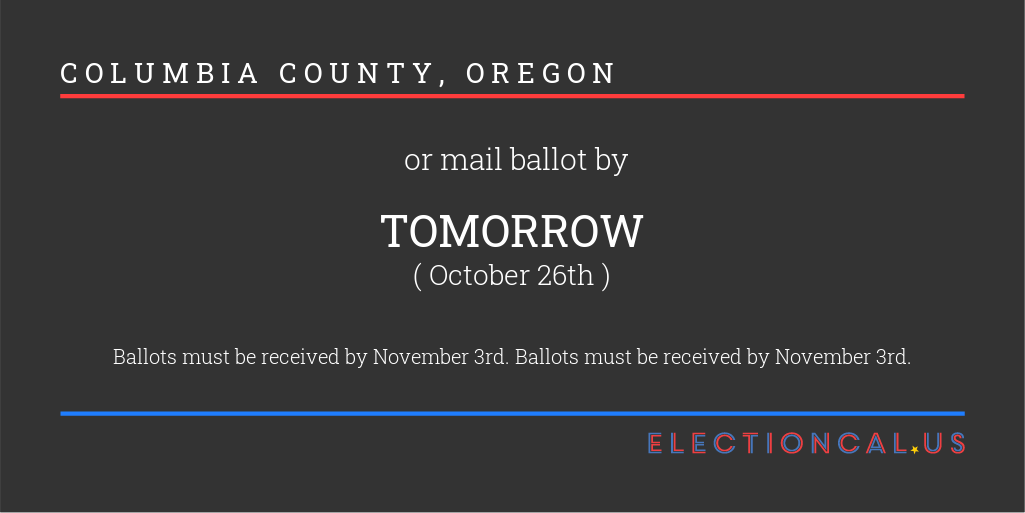 COLUMBIA COUNTY, OREGON
or mail ballot by
TOMORROW
( October 26th )
Ballots must be received by November 3rd. Ballots must be received by November 3rd.
ELECTIONCAL.US